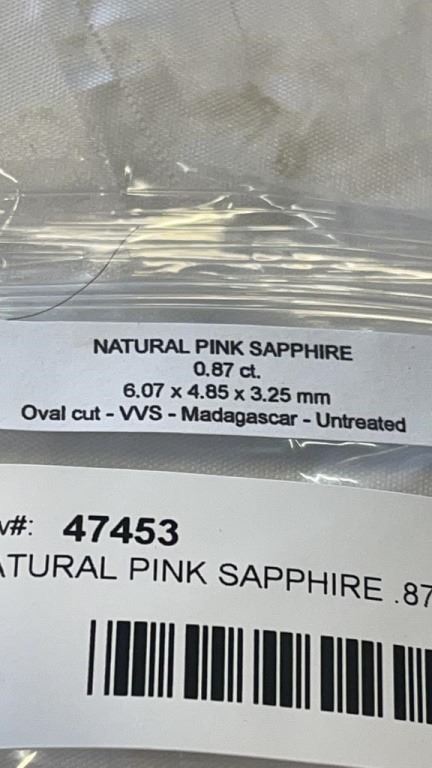 NATURAL PINK SAPPHIRE
0.87 ct.
6.07 x 4.85 x 3.25 mm
Oval cut - VVS - Madagascar - Untreated
v#: 47453
ATURAL PINK SAPPHIRE .87